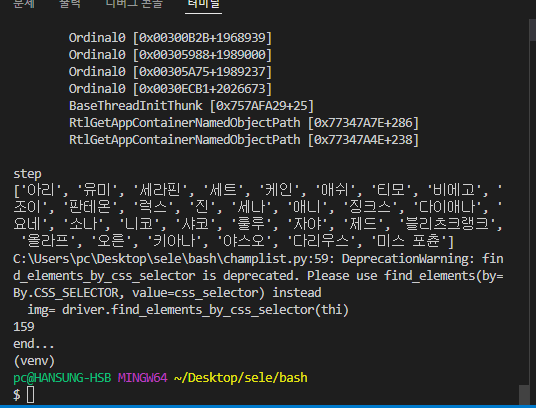 문제 출력 디버그 콘솔 터미널
Ordinal0 [0x00300B2B+1968939]
Ordinal0 [0x00305988+1989000]
Ordinal0 [0x00305A75+1989237]
Ordinal0 [0x0030ECB1+2026673]
BaseThreadInitThunk [0x757AFA29+25]
RtlGetAppContainerNamedObjectPath [0x77347A7E+286]
RtlGetAppContainerNamedObjectPath [0x77347A4E+238]
step
['아리', '유미', '세라핀', '세트', '케인', '애쉬', '티모', '비에고', '
조이', '판테온', '럭스', '진', '세나', '애니', '징크스', '다이애나', '
요네', '소나', '니코', '샤코', '룰루', '자야', '제드', '블리츠크랭크',
'올라프', '오른', '키아나', '야스오', '다리우스', '미스 포츈']
C:\Users\pc\Desktop\sele\bash\champlist.py:59: DeprecationWarning: fin
d_elements_by_css_selector is deprecated. Please use find_elements(by=
By.CSS_SELECTOR, value=css_selector) instead
img= driver.find_elements_by_css_selector(thi)
159
end...
(venv)
pc@HANSUNG-HSB MINGW64 ~/Desktop/sele/bash
$